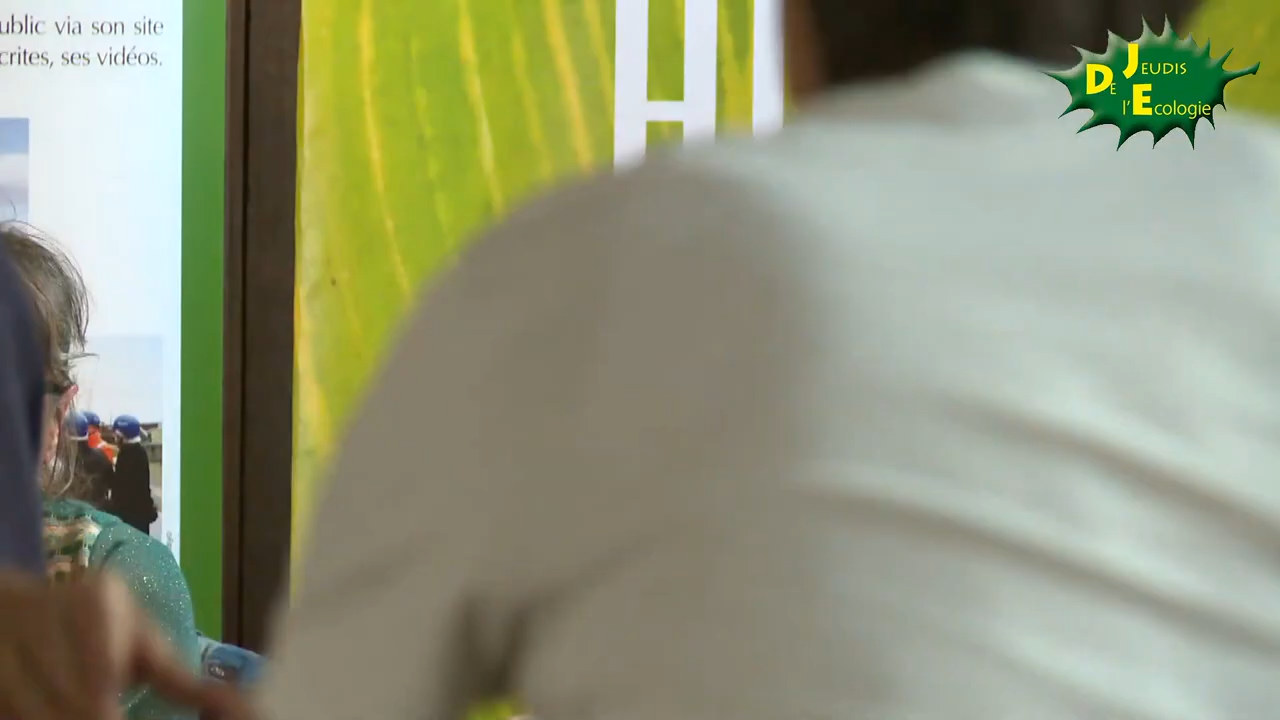 ublic via son site
crites, ses vidéos.
H
JEUDIS
DE
l'Ecologie